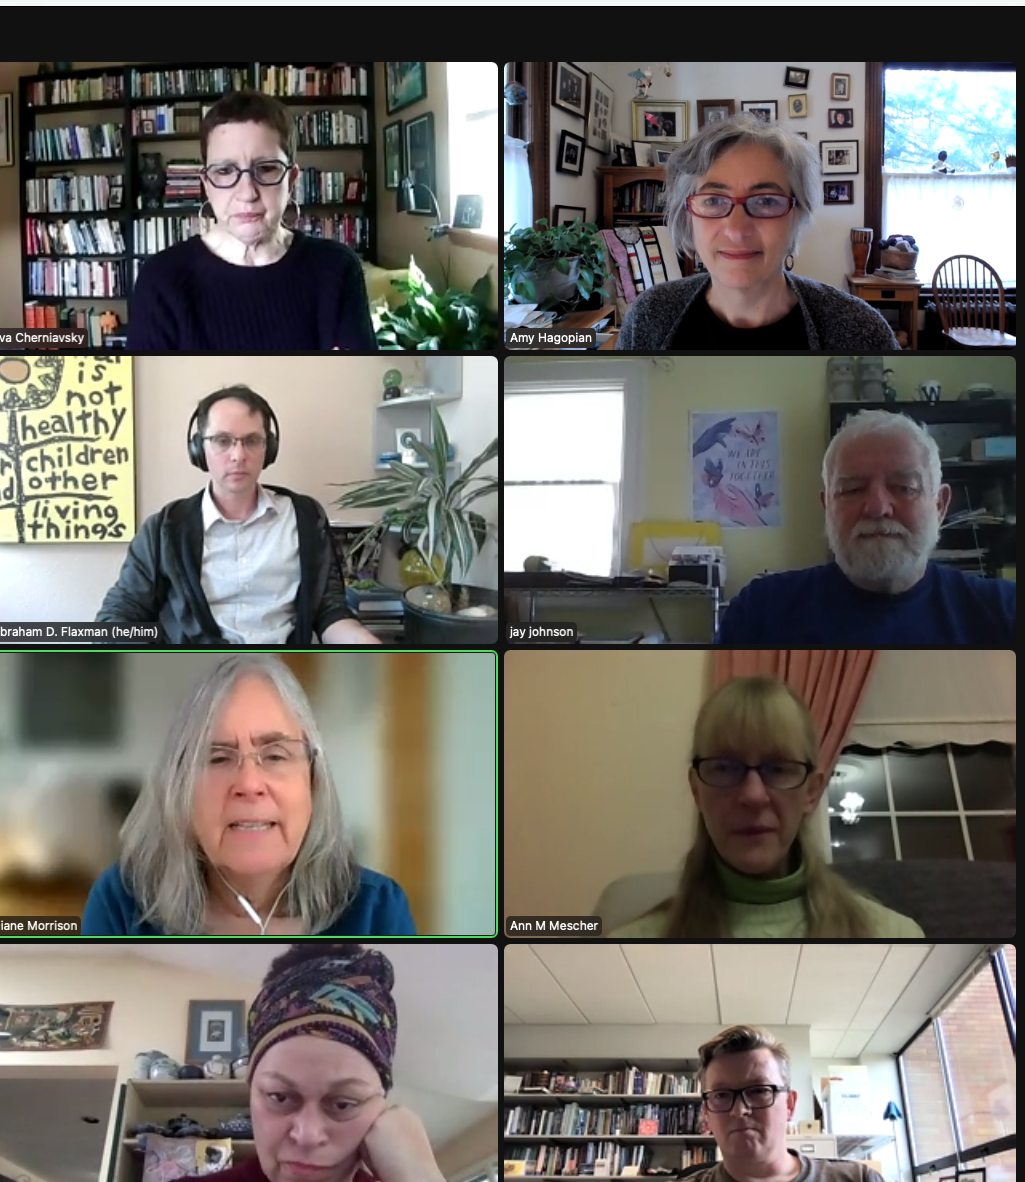 va Cherniavsky
Amy Hagopian
is
not
healthy
children
other
living
things
WE ARE
IN THIS
TOGETHER
W
braham D. Flaxman (he/him)
jay johnson
iane Morrison
Ann M Mescher